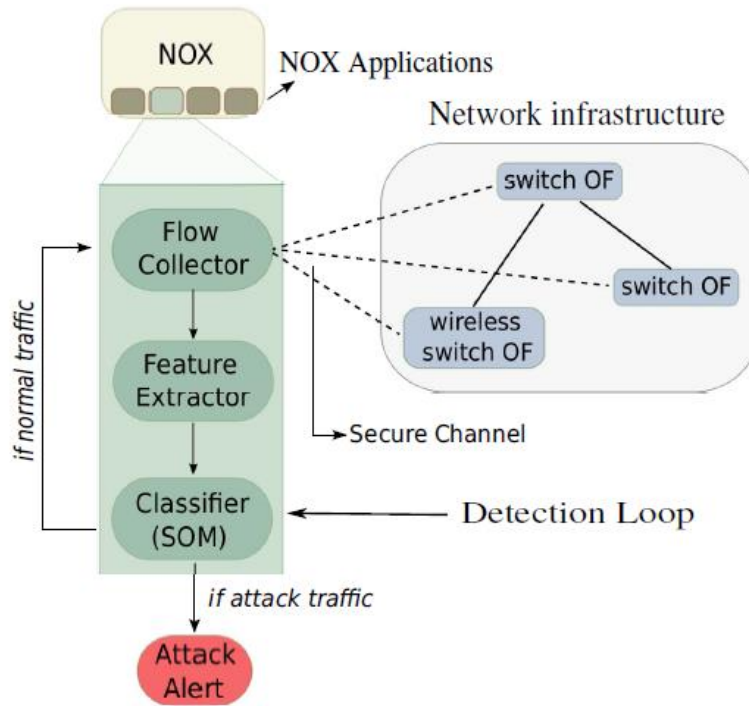 NOX
NOX Applications
Network infrastructure
switch OF
switch OF
wireless
switch OF
Flow
Collector
Feature
Extractor
Classifier
(SOM)
if normal traffic
Secure Channel
Detection Loop
if attack traffic
Attack
Alert